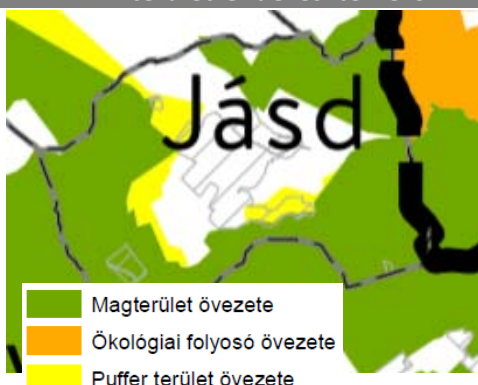 Jásd
Magterület övezete
Ökológiai folyosó övezete
Puffer terület övezete